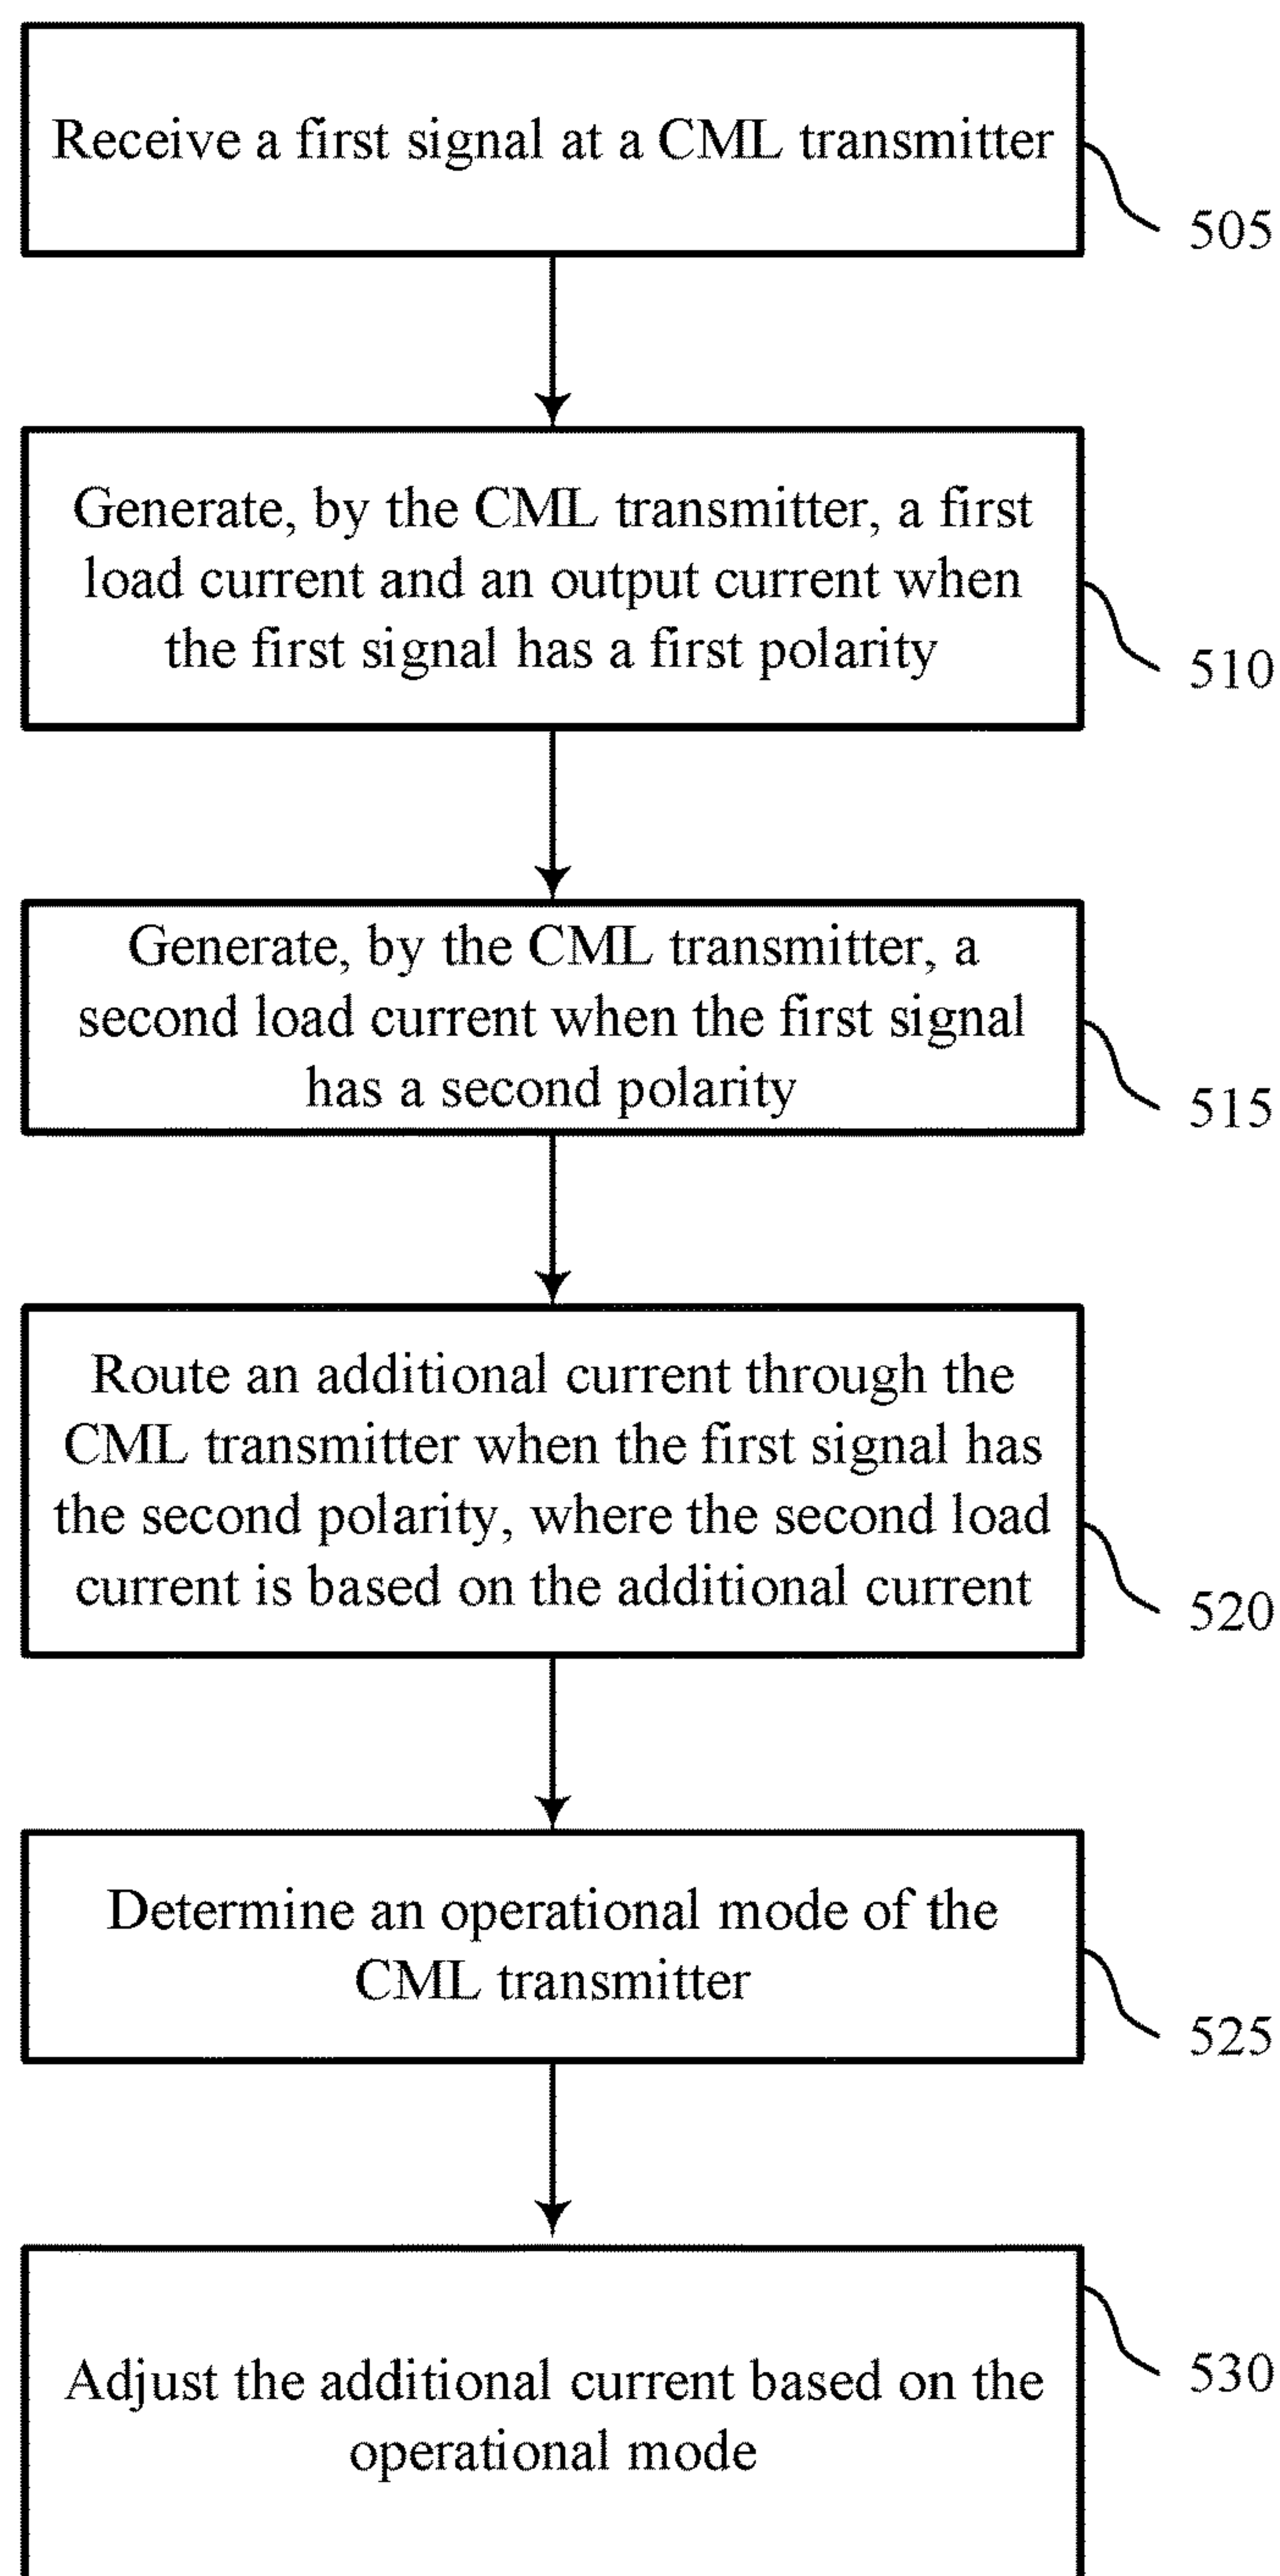 Receive a first signal at a CML transmitter
505
Generate, by the CML transmitter, a first
load current and an output current when
the first signal has a first polarity
510
Generate, by the CML transmitter, a
second load current when the first signal
has a second polarity
515
Route an additional current through the
CML transmitter when the first signal has
the second polarity, where the second load
current is based on the additional current
520
Determine an operational mode of the
CML transmitter
525
Adjust the additional current based on the
operational mode
530